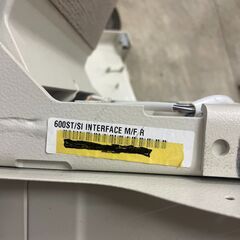 600ST/SI INTERFACE M/F R